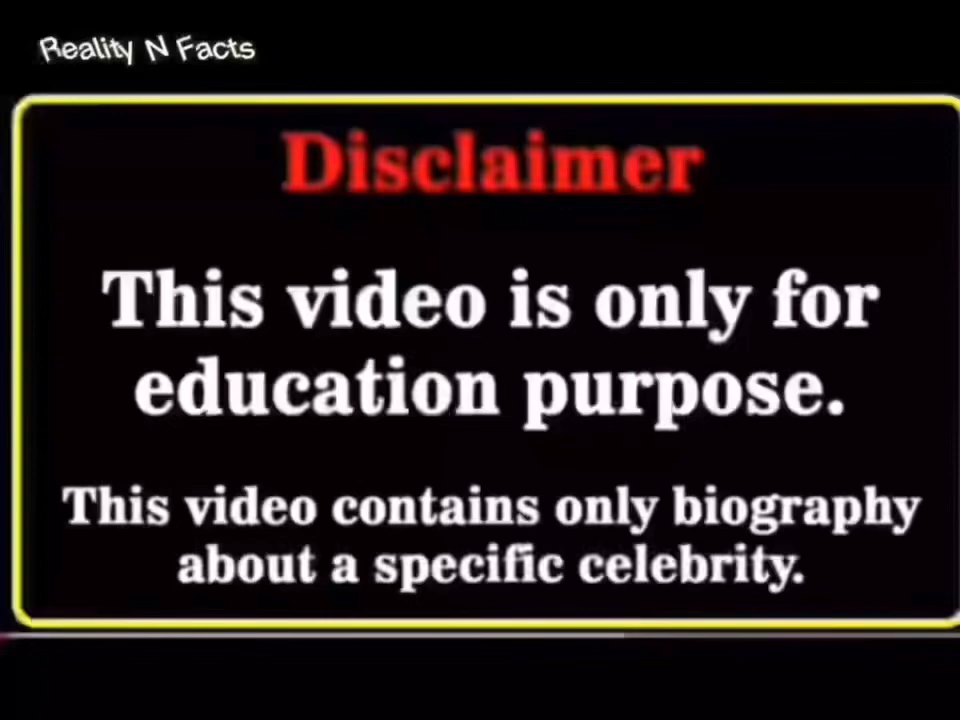 Reality N Facts
Disclaimer
This video is only for
education purpose.
This video contains only biography
about a specific celebrity.